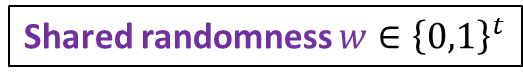 Shared randomness w ∈ {0,1}^t